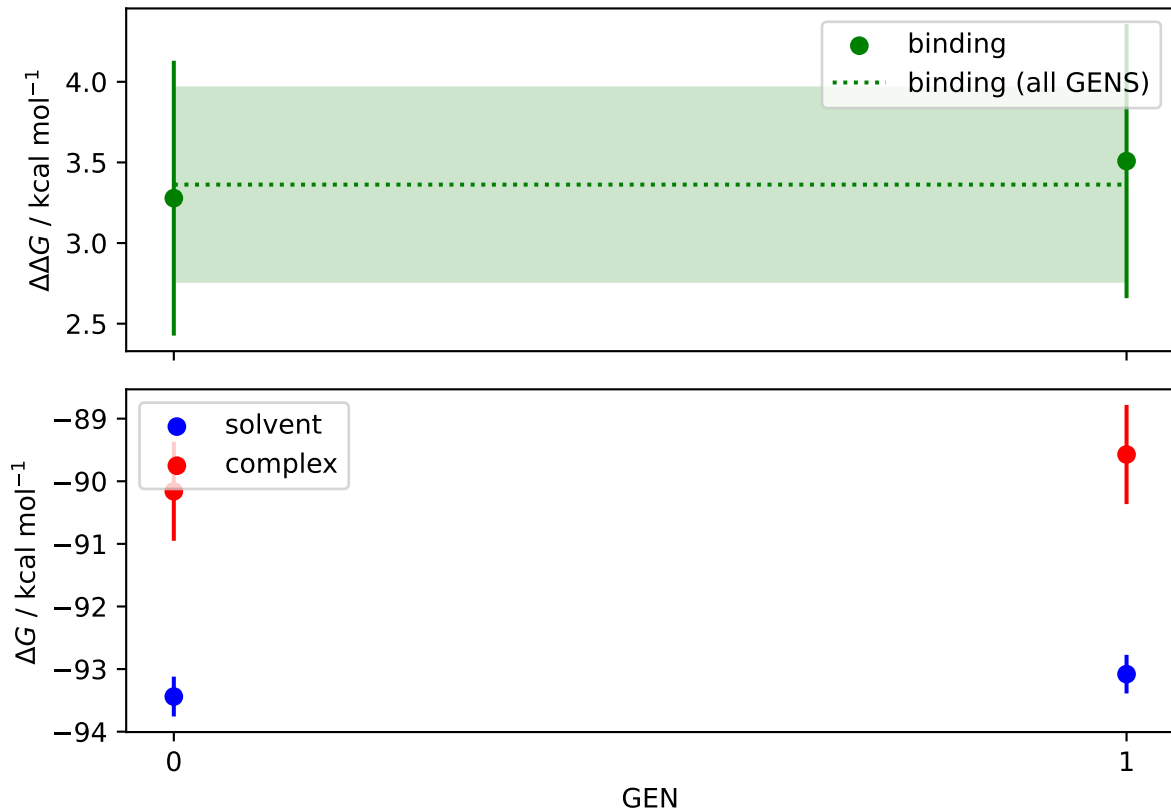 binding
binding (all GENS)
ΔΔG / kcal mol⁻¹
4.0
3.5
3.0
2.5
solvent
complex
ΔG / kcal mol⁻¹
−89
−90
−91
−92
−93
−94
0
1
GEN